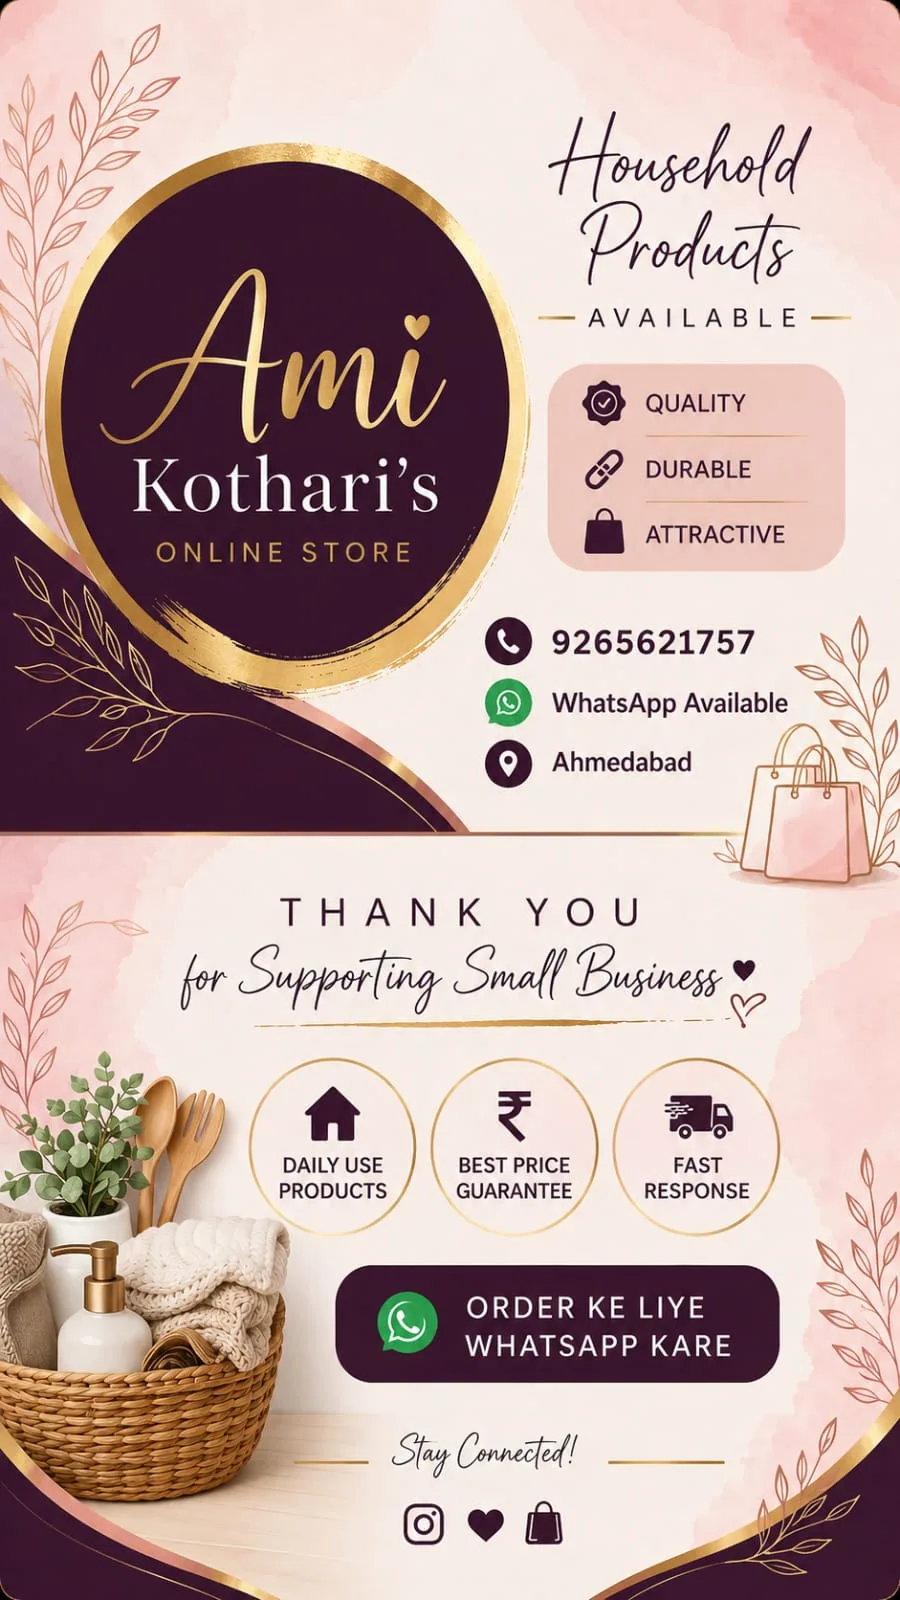 Ami
Kothari's
ONLINE STORE
Household
Products
AVAILABLE
QUALITY
DURABLE
ATTRACTIVE
9265621757
WhatsApp Available
Ahmedabad
THANK YOU
for Supporting Small Business
DAILY USE
PRODUCTS
BEST PRICE
GUARANTEE
FAST
RESPONSE
ORDER KE LIYE
WHATSAPP KARE
Stay Connected!